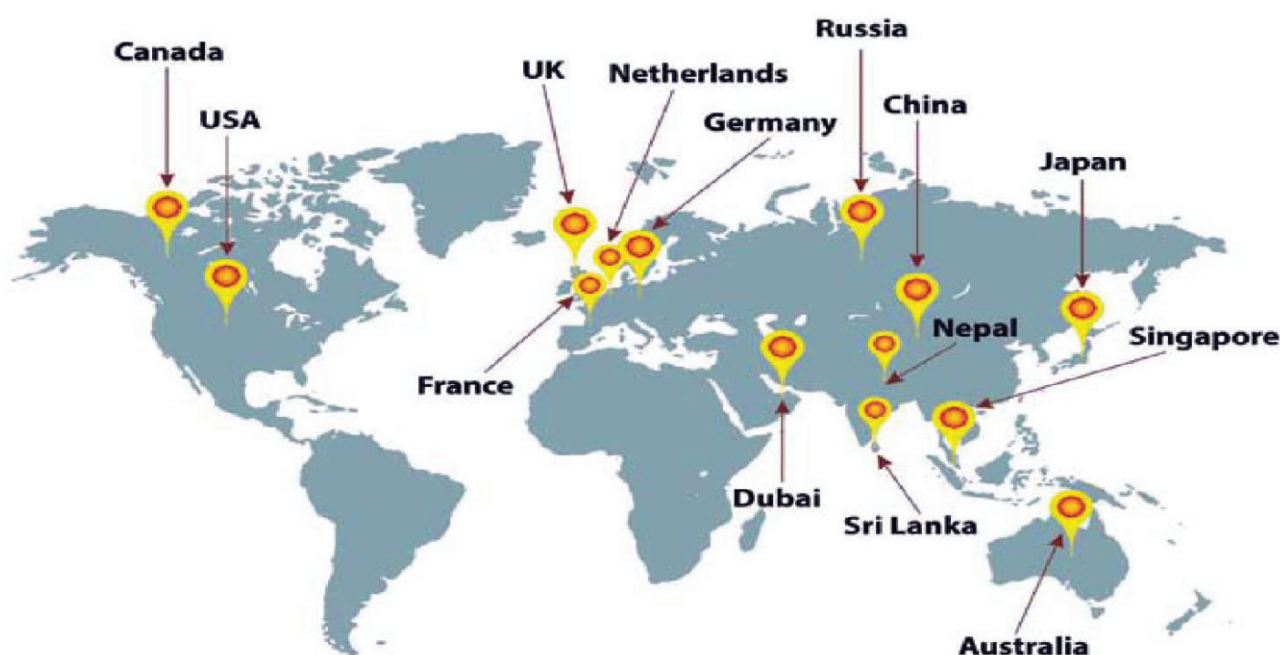 Russia
Canada
UK
Netherlands
China
USA
Germany
Japan
Nepal
Singapore
France
Dubai
Sri Lanka
Australia